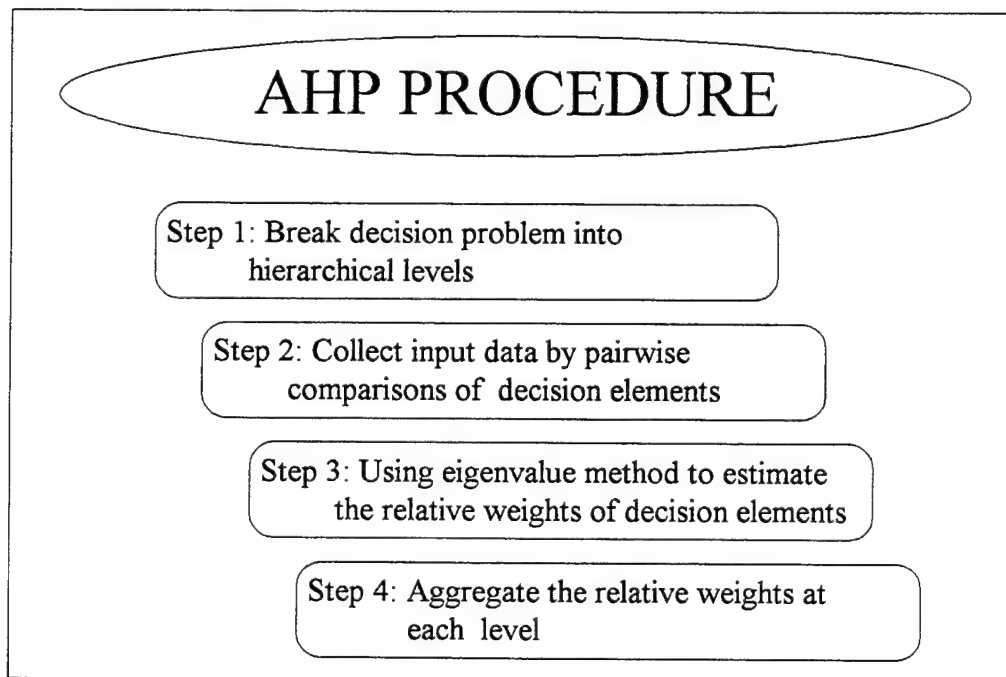 AHP PROCEDURE
Step 1: Break decision problem into
hierarchical levels
Step 2: Collect input data by pairwise
comparisons of decision elements
Step 3: Using eigenvalue method to estimate
the relative weights of decision elements
Step 4: Aggregate the relative weights at
each level